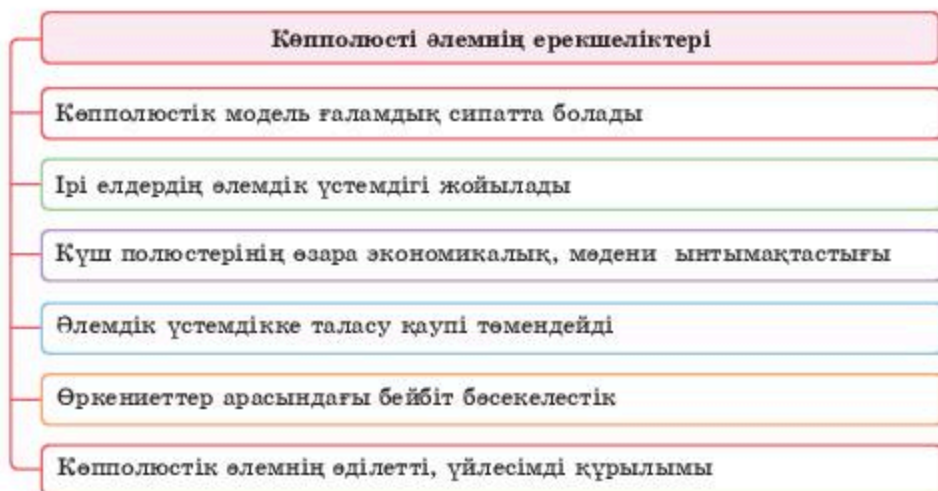 Көпполюсті әлемнің ерекшеліктері
Көпполюстік модель ғаламдық сипатта болады
Ірі елдердің әлемдік үстемдігі жойылады
Күш полюстерінің өзара экономикалық, мәдени ынтымақтастығы
Әлемдік үстемдікке таласу қаупі төмендейді
Өркениеттер арасындағы бейбіт бәсекелестік
Көпполюстік әлемнің әділетті, үйлесімді құрылымы